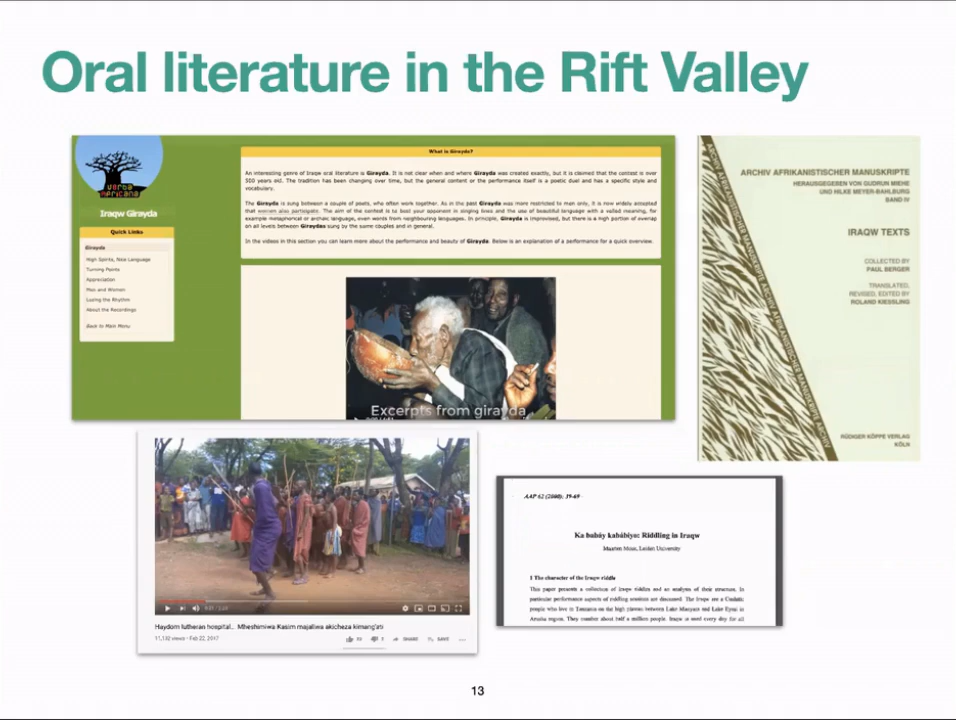 Oral literature in the Rift Valley
verba
africana
Iraqw Girayda
Quick Links
Girayda
High Spirits, New Language
Turning Points
Appreciation
Men and Women
Losing the Rhythm
About the Recordings
Back to Main Menu
What is Girayda?
An interesting genre of Iraqw oral literature is Girayda. It is not clear when and where Girayda was created exactly, but it is claimed that the contest is over
300 years old. The tradition has been changing over time, but the general content or the performance itself is a poetic duel and has a specific style and
vocabulary.
The Girayda is sung between a couple of poets, who often work together. As in the past Girayda was more restricted to men only, it is now widely accepted
that women also participate. The aim of the contest is to beat your opponent in singing lines and the use of beautiful language with a veiled meaning, for
example metaphorical or archaic language, even words from neighbouring languages. In principle, Girayda is improvised, but there is a high portion of overlap
on all levels between Giraydas sung by the same couples and in general.
In the videos in this section you can learn more about the performance and beauty of Girayda. Below is an explanation of a performance for a quick overview.
Excerpts from girayda
ARCHIV AFRIKANISTISCHER MANUSKRIPTE
ARCHIV AFRIKANISTISCHE MANUSKRIPTE
HERAUSGEGEBEN VON GUDRUN MIEHE
UND HILKE MEYER-BAHLBURG
BAND IV
IRAQW TEXTS
COLLECTED BY
PAUL BERGER
TRANSLATED,
REVISED, EDITED BY
ROLAND KIESSLING
RÜDIGER KÖPPE VERLAG
KÖLN
Haydom lutheran hospital.. Mheshimiwa Kasim majaliwa akicheza kimang'ati
11,132 views • Feb 22, 2017
SHARE
SAVE
AAP 62 (2000), 39-69
Ka bahóy kahábiyo: Riddling in Iraqw
Maarten Mous, Leiden University
1 The character of the Iraqw riddle
This paper presents a collection of Iraqw riddles and an analysis of their structure. In
particular performance aspects of riddling sessions are discussed. The Iraqw are a Cushitic
people who live in Tanzania on the high plateau between Lake Manyara and Lake Eyasi in
Arusha region. They number about half a million people. Iraqw is used every day for all
13